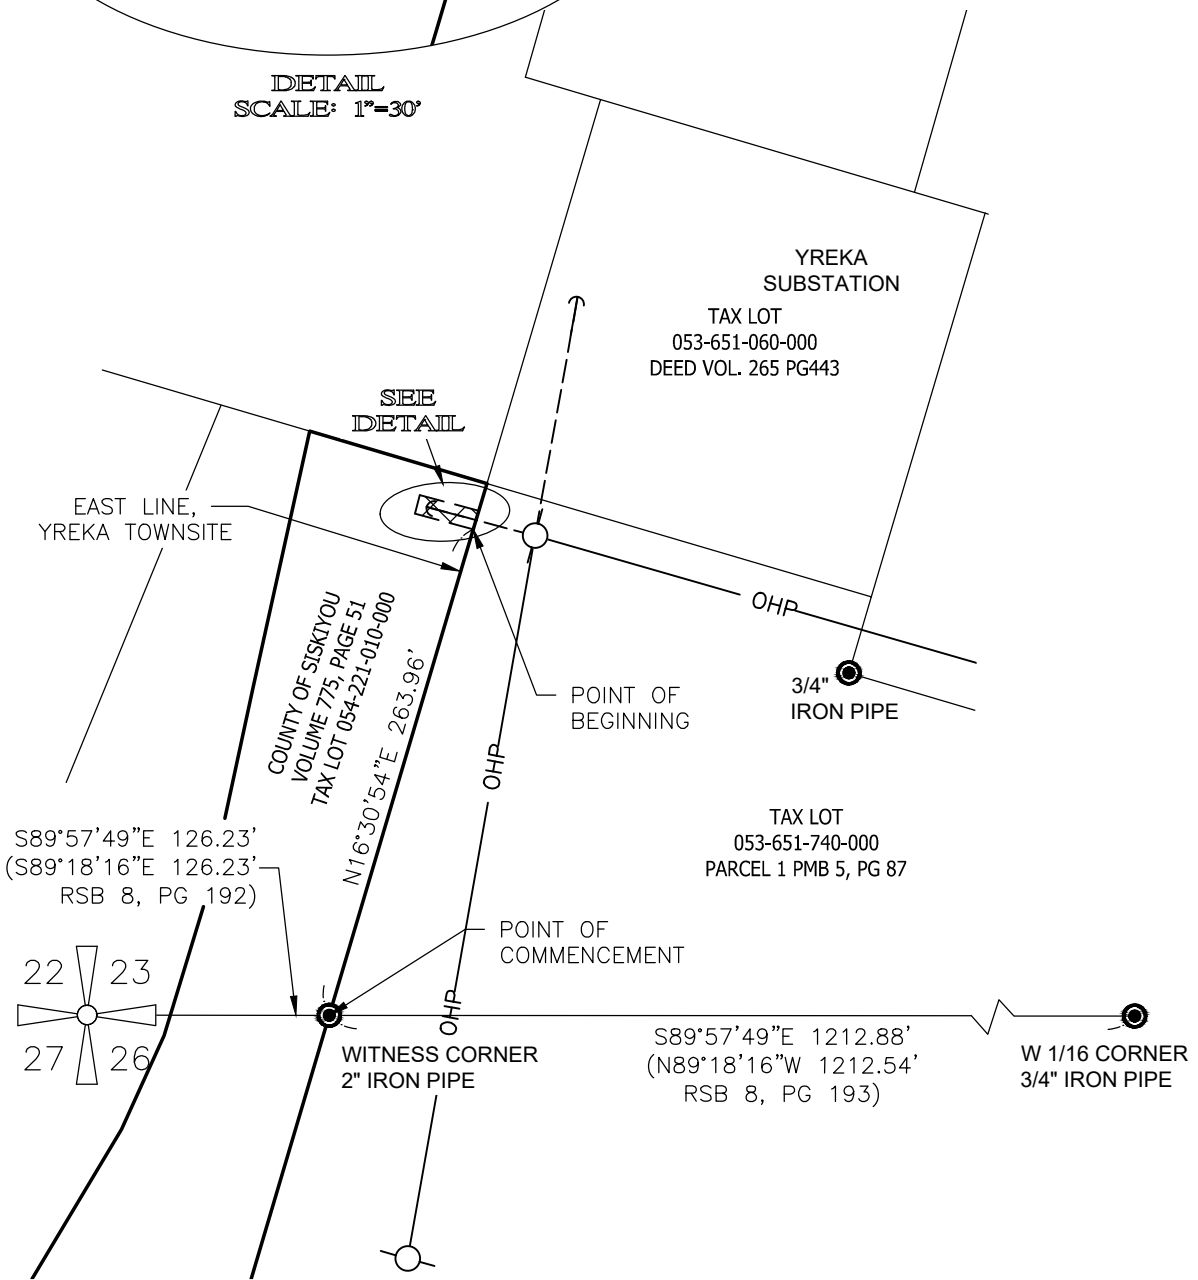 DETAIL
SCALE: 1"=30'
YREKA
SUBSTATION
TAX LOT
053-651-060-000
DEED VOL. 265 PG443
SEE
DETAIL
EAST LINE,
YREKA TOWNSITE
COUNTY OF SISKIYOU
VOLUME 775, PAGE 51
TAX LOT 054-221-010-000
N16°30'54"E 263.96'
OHP
3/4"
IRON PIPE
POINT OF
BEGINNING
OHP
TAX LOT
053-651-740-000
PARCEL 1 PMB 5, PG 87
S89°57'49"E 126.23'
(S89°18'16"E 126.23'
RSB 8, PG 192)
POINT OF
COMMENCEMENT
22 23
27 26
OHP
WITNESS CORNER
2" IRON PIPE
S89°57'49"E 1212.88'
(N89°18'16"W 1212.54'
RSB 8, PG 193)
W 1/16 CORNER
3/4" IRON PIPE